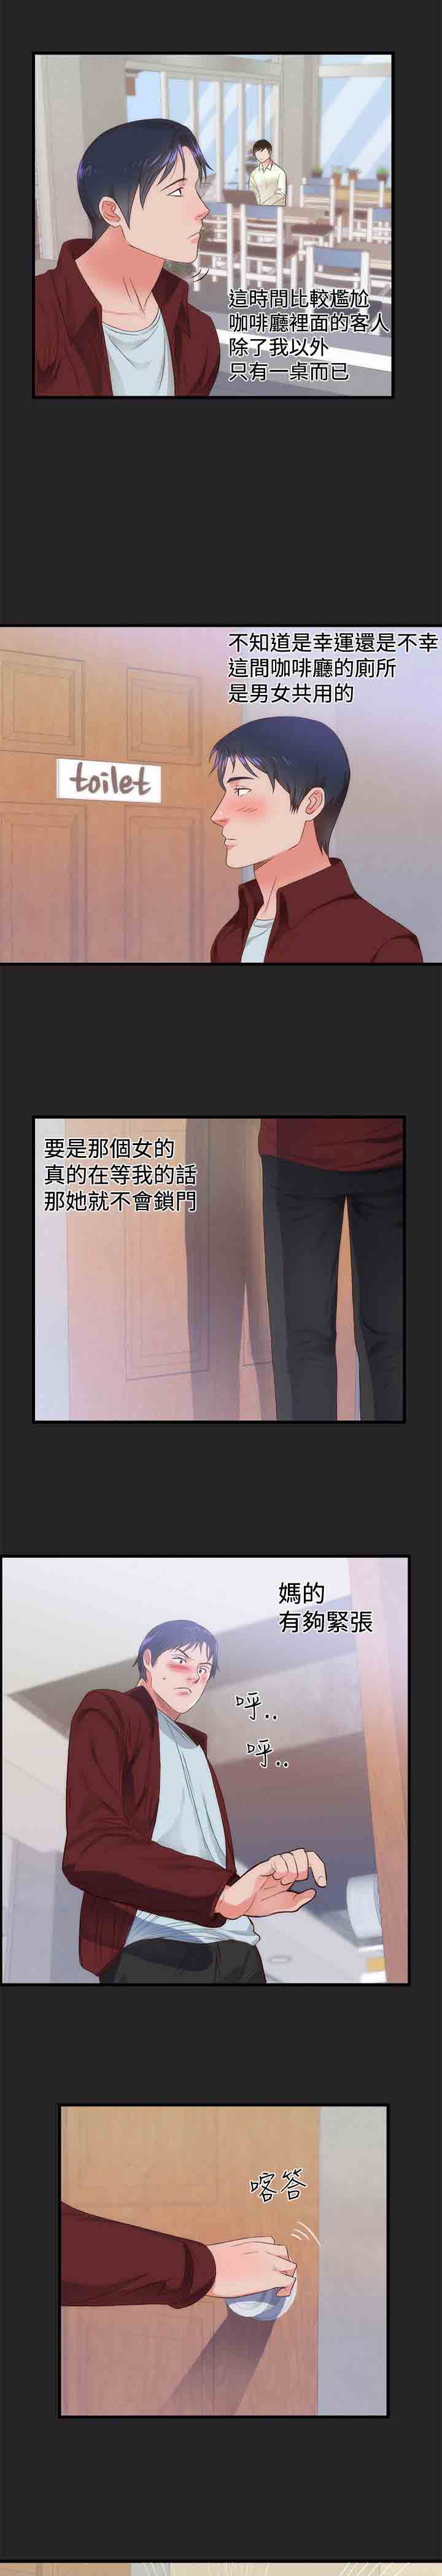 這時間比較尷尬
咖啡廳裡面的客人
除了我以外
只有一桌而已
不知道是幸運還是不幸
這間咖啡廳的廁所
是男女共用的
toilet
要是那個女的
真的在等我的話
那她就不會鎖門
媽的
有夠緊張
呼..
呼..
喀答